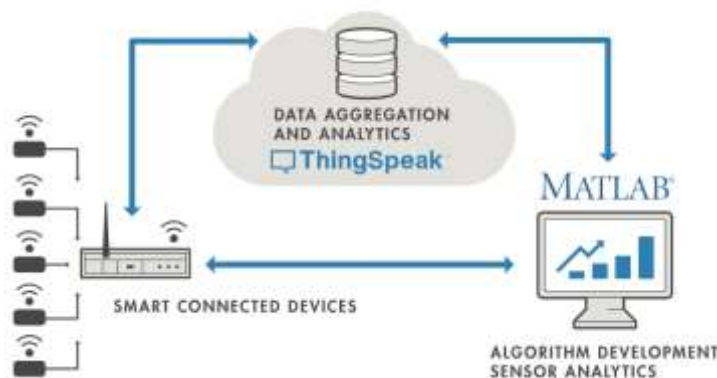 DATA AGGREGATION
AND ANALYTICS
ThingSpeak
MATLAB®
SMART CONNECTED DEVICES
ALGORITHM DEVELOPMENT
SENSOR ANALYTICS